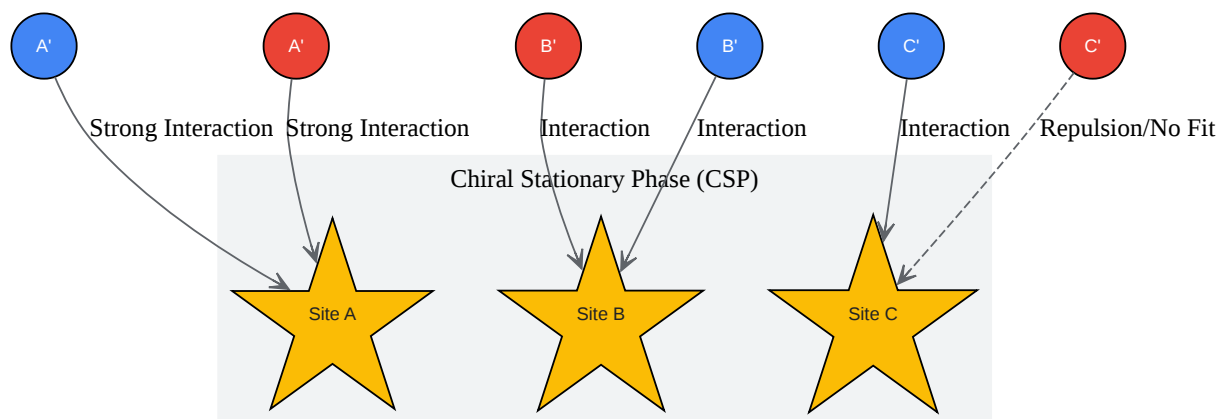 A'
A'
B'
B'
C'
C'
Strong Interaction
Strong Interaction
Interaction
Interaction
Interaction
Repulsion/No Fit
Chiral Stationary Phase (CSP)
Site A
Site B
Site C